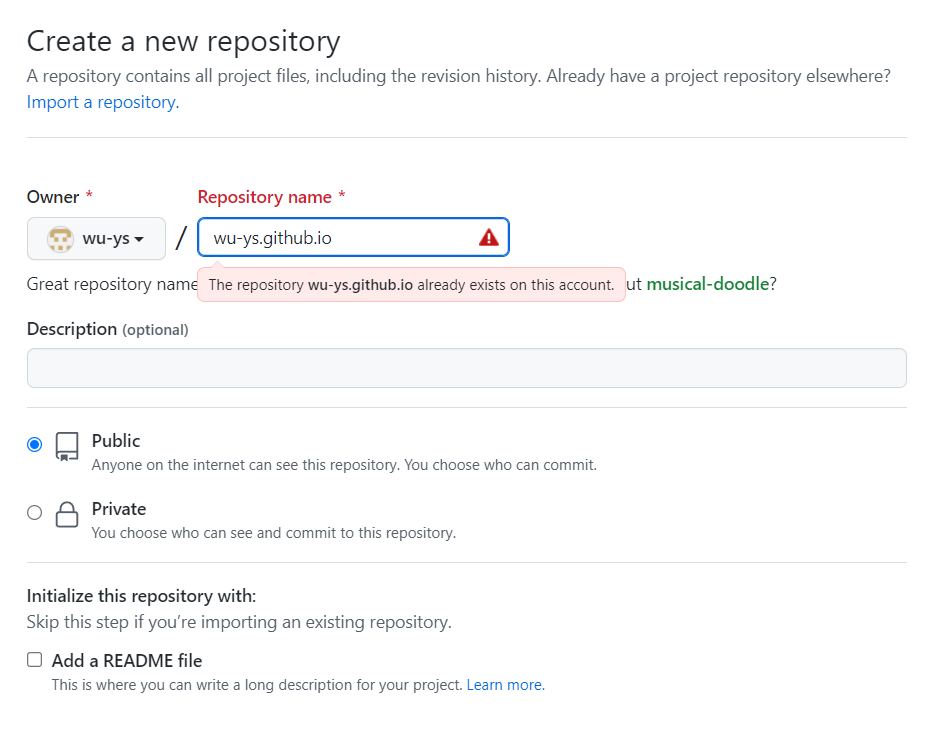 Create a new repository
A repository contains all project files, including the revision history. Already have a project repository elsewhere?
Import a repository.
Owner * Repository name *
wu-ys / wu-ys.github.io
Great repository name
The repository wu-ys.github.io already exists on this account.
ut musical-doodle?
Description (optional)
Public
Anyone on the internet can see this repository. You choose who can commit.
Private
You choose who can see and commit to this repository.
Initialize this repository with:
Skip this step if you’re importing an existing repository.
Add a README file
This is where you can write a long description for your project. Learn more.